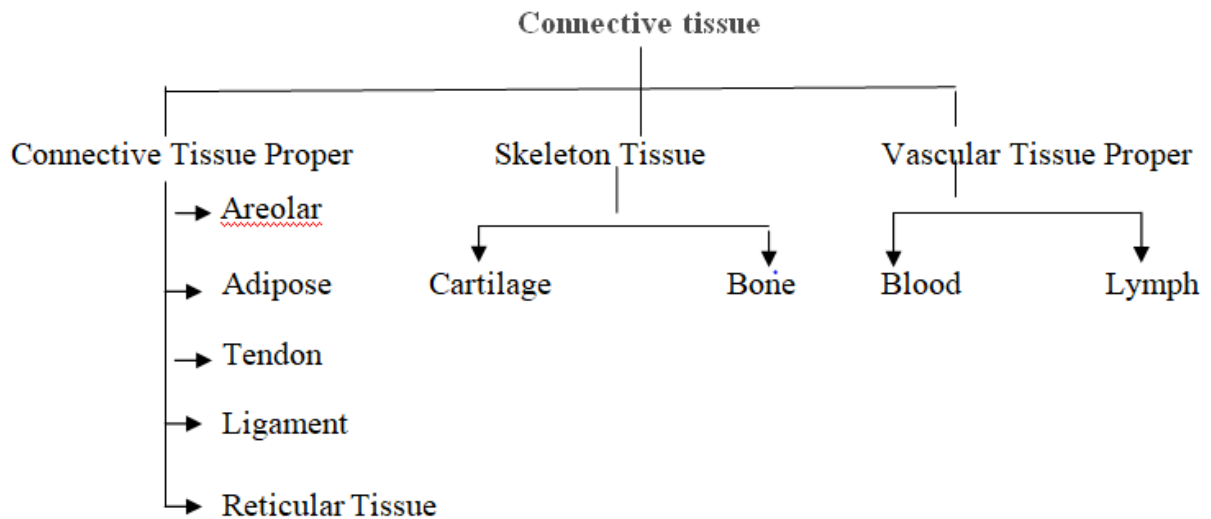 Connective tissue
Connective Tissue Proper
Skeleton Tissue
Vascular Tissue Proper
Areolar
Adipose
Cartilage
Bone
Blood
Lymph
Tendon
Ligament
Reticular Tissue